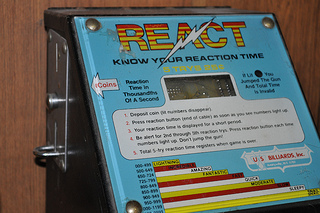 REACT
KNOW YOUR REACTION TIME
5 TRYS
Coins
Reaction
Time in
Thousandths
Of A Second
If Lit You
Jumped The Gun
And Total Time
is Invalid
1. Deposit coin (lit numbers disappear).
2. Press reaction button (end of cable) as soon as you see numbers light up.
3. Your reaction time is displayed for a short period.
4. Be alert for 2nd through 5th reaction trys. Press reaction button each time
numbers light up. Don't jump the gun!
5. Total 5-try reaction time registers when game is over.
U.S. BILLIARDS, Inc.
LIGHTNING
AMAZING
FANTASTIC
QUICK
MODERATE
SLEEPY